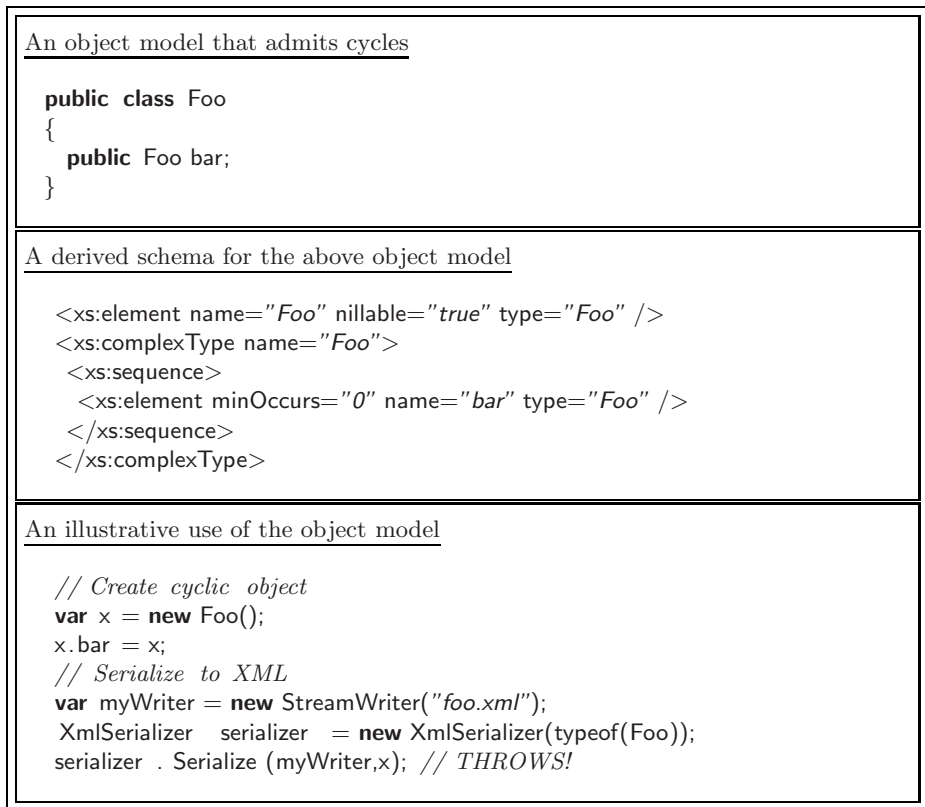 An object model that admits cycles
public class Foo
{
public Foo bar;
}
A derived schema for the above object model
<xs:element name="Foo" nillable="true" type="Foo" />
<xs:complexType name="Foo">
<xs:sequence>
<xs:element minOccurs="0" name="bar" type="Foo" />
</xs:sequence>
</xs:complexType>
An illustrative use of the object model
// Create cyclic object
var x = new Foo();
x.bar = x;
// Serialize to XML
var myWriter = new StreamWriter("foo.xml");
XmlSerializer serializer = new XmlSerializer(typeof(Foo));
serializer . Serialize (myWriter,x); // THROWS!